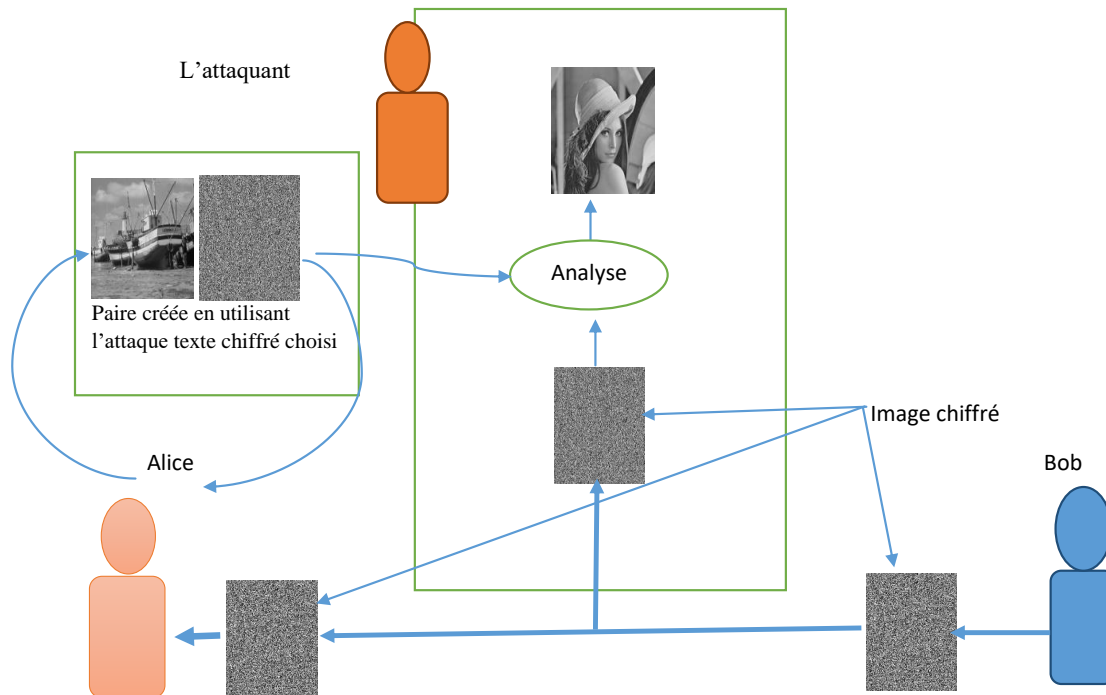 L’attaquant
Analyse
Paire créée en utilisant
l’attaque texte chiffré choisi
Image chiffré
Alice
Bob